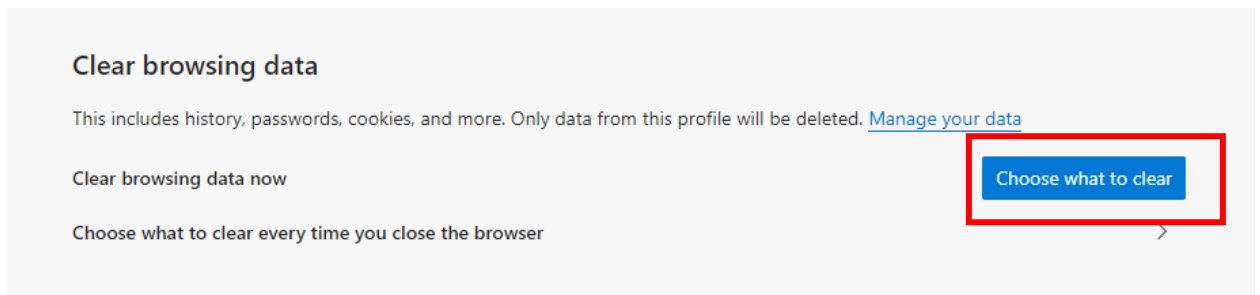 Clear browsing data
This includes history, passwords, cookies, and more. Only data from this profile will be deleted. Manage your data
Clear browsing data now
Choose what to clear
Choose what to clear every time you close the browser